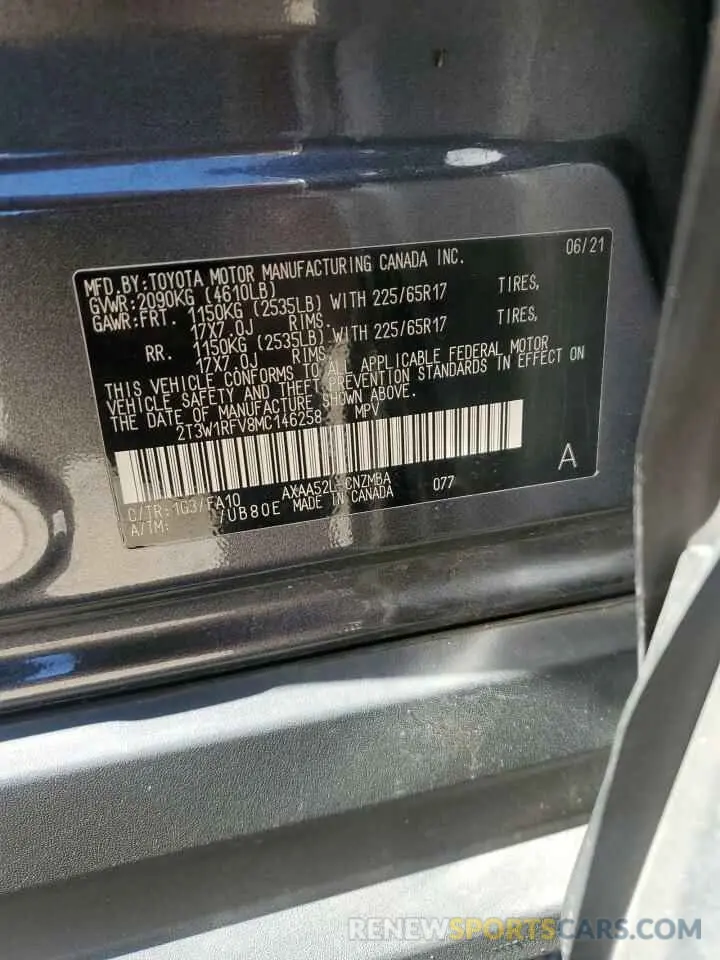 MFD.BY:TOYOTA MOTOR MANUFACTURING CANADA INC. 06/21
GVWR:2090KG (4610LB)
GAWR:FRT. 1150KG (2535LB) WITH 225/65R17 TIRES,
17X7.0J RIMS.
RR. 1150KG (2535LB) WITH 225/65R17 TIRES,
17X7.0J RIMS.
THIS VEHICLE CONFORMS TO ALL APPLICABLE FEDERAL MOTOR
VEHICLE SAFETY AND THEFT PREVENTION STANDARDS IN EFFECT ON
THE DATE OF MANUFACTURE SHOWN ABOVE.
2T3W1RFV8MC146258 MPV
A
C/TR:1G3/FA10 AXAA52L-CNZMBA 077
A/TM: /UB80E MADE IN CANADA
RENEWSPORTSCARS.COM